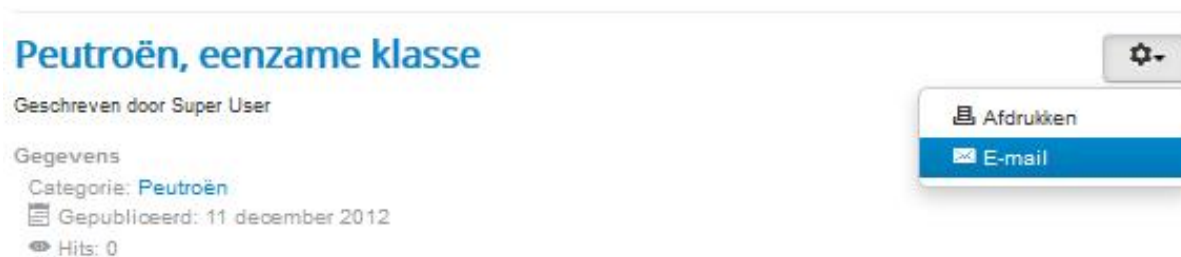 Peutroën, eenzame klasse
Geschreven door Super User
Afdrukken
E-mail
Gegevens
Categorie: Peutroën
Gepubliceerd: 11 december 2012
Hits: 0